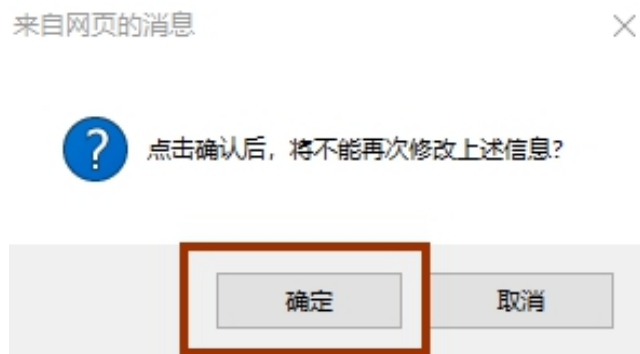 来自网页的消息
点击确认后，将不能再次修改上述信息?
确定
取消